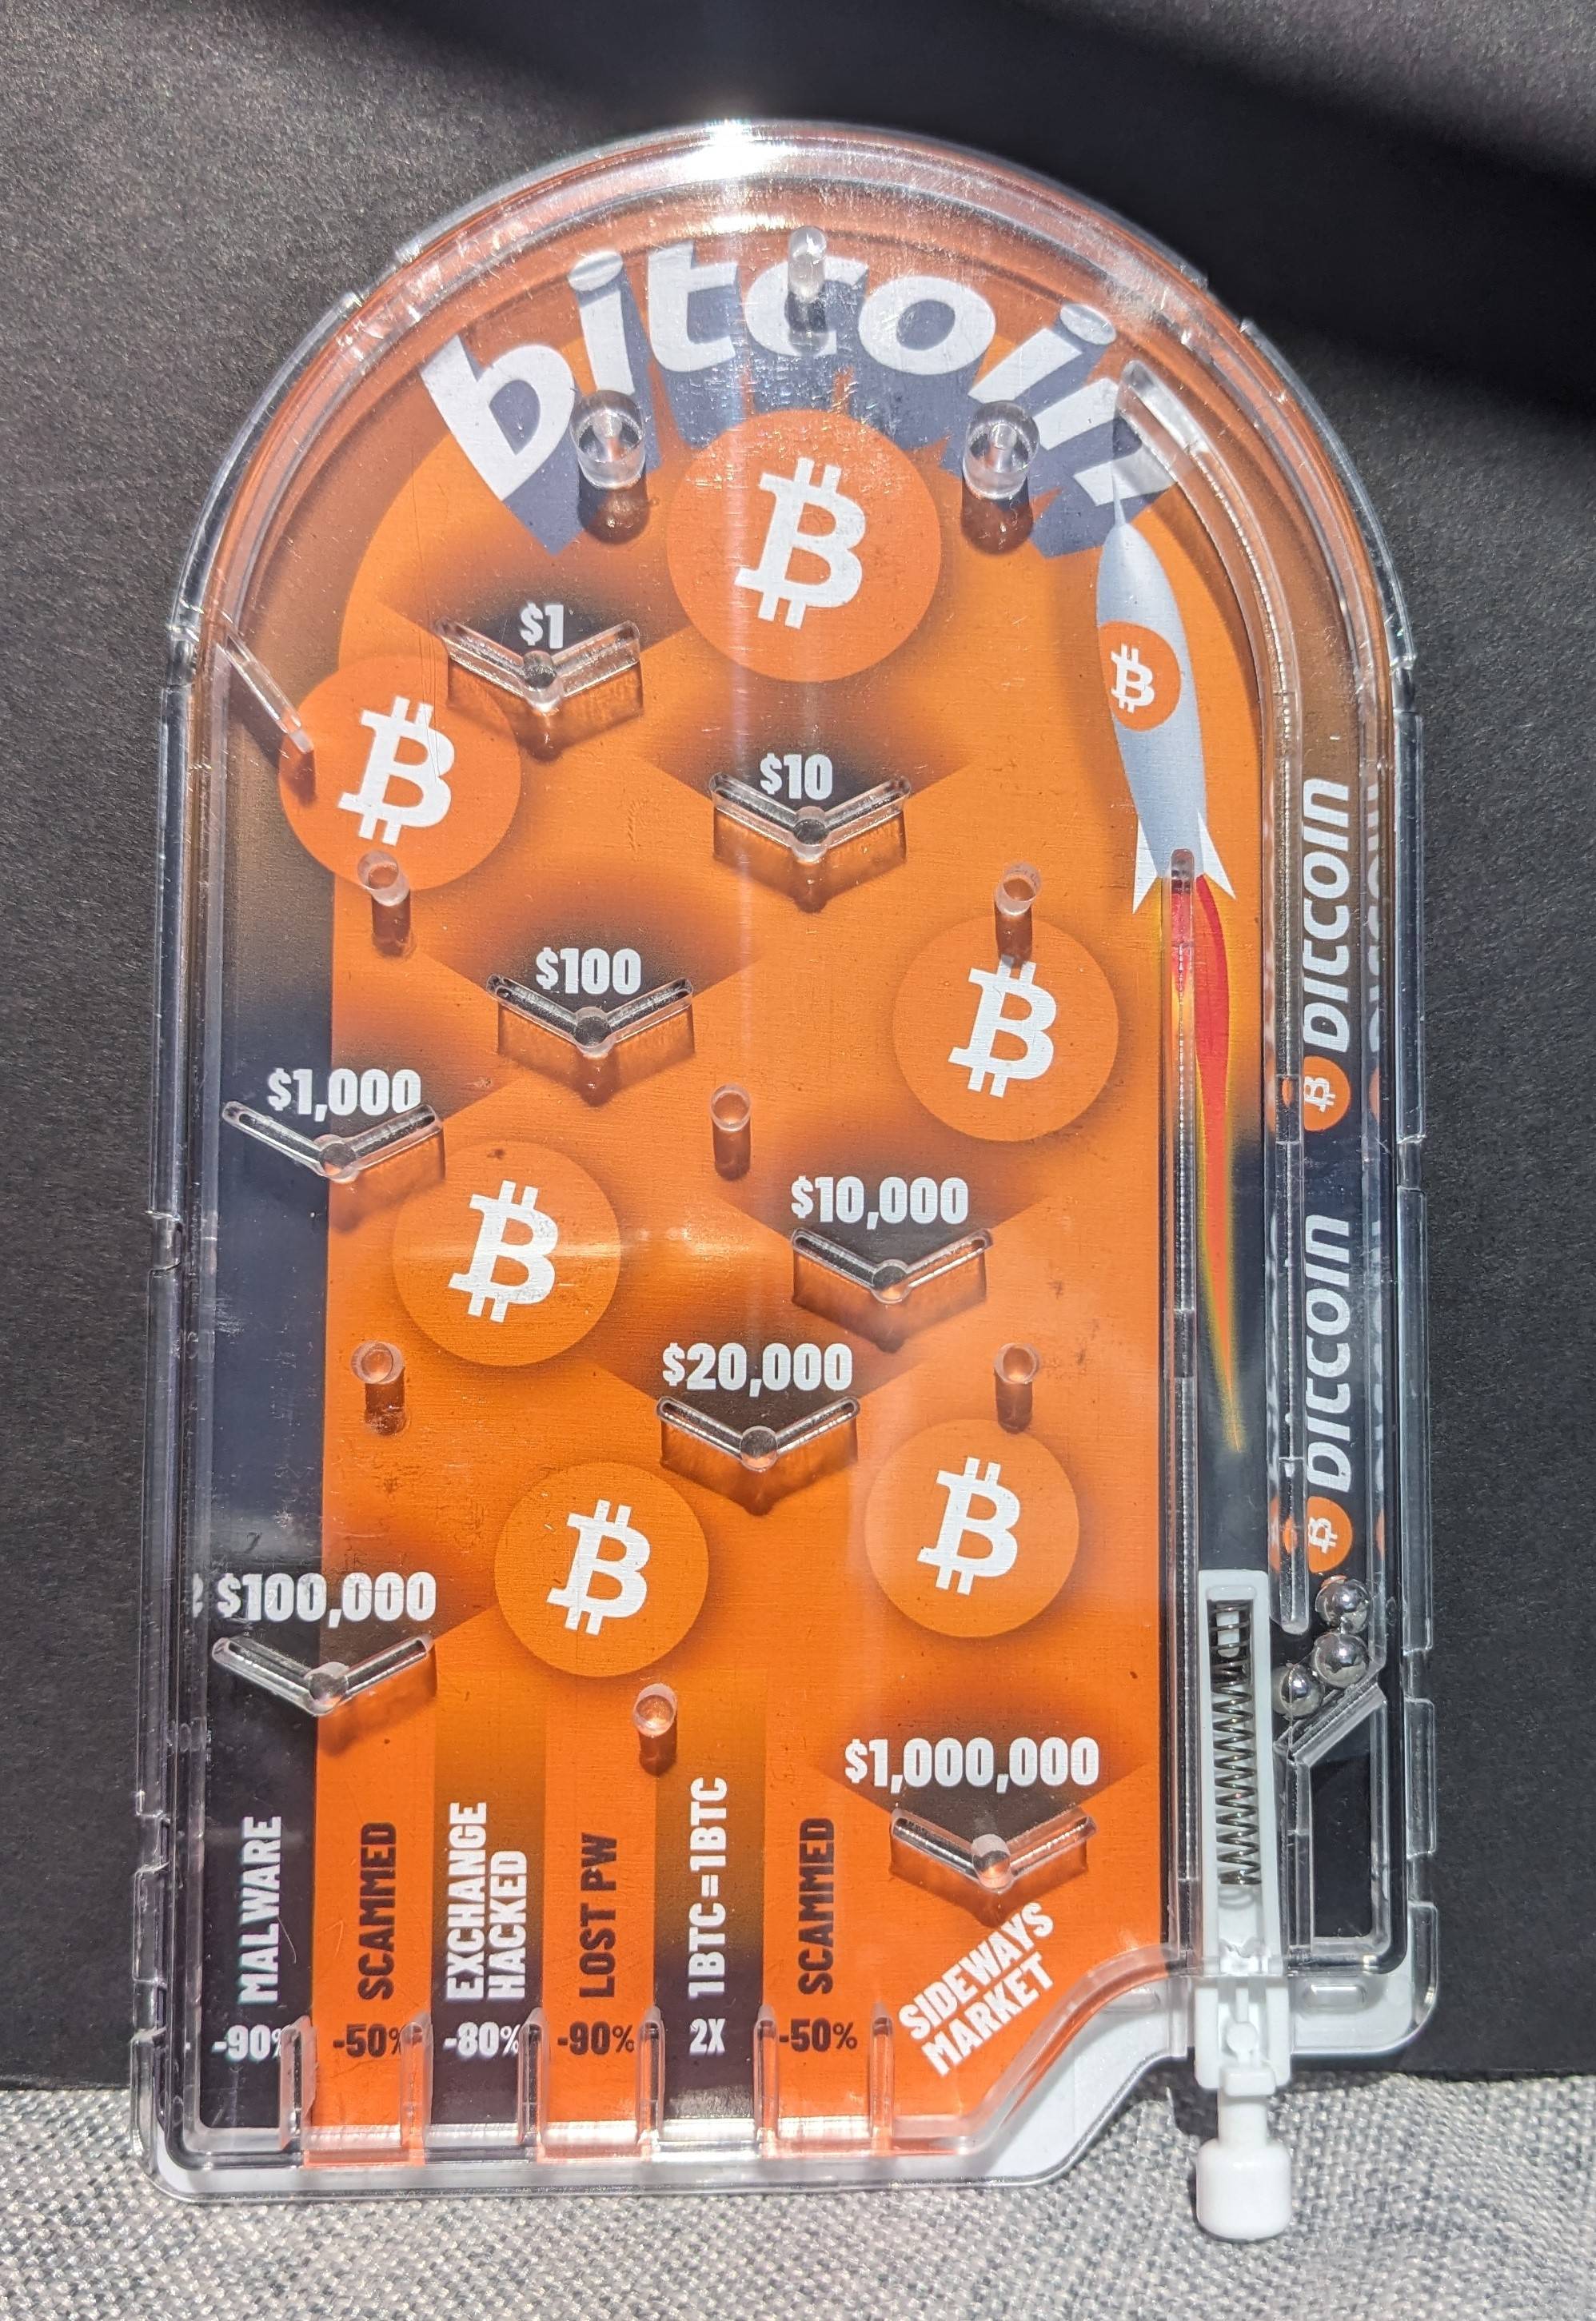 bitcoin
$1
$10
$100
$1,000
$10,000
$20,000
$100,000
$1,000,000
MALWARE
-90%
SCAMMED
-50%
EXCHANGE
HACKED
-80%
LOST PW
-90%
1BTC=1BTC
2X
SCAMMED
-50%
SIDEWAYS
MARKET
bitcoin
bitcoin